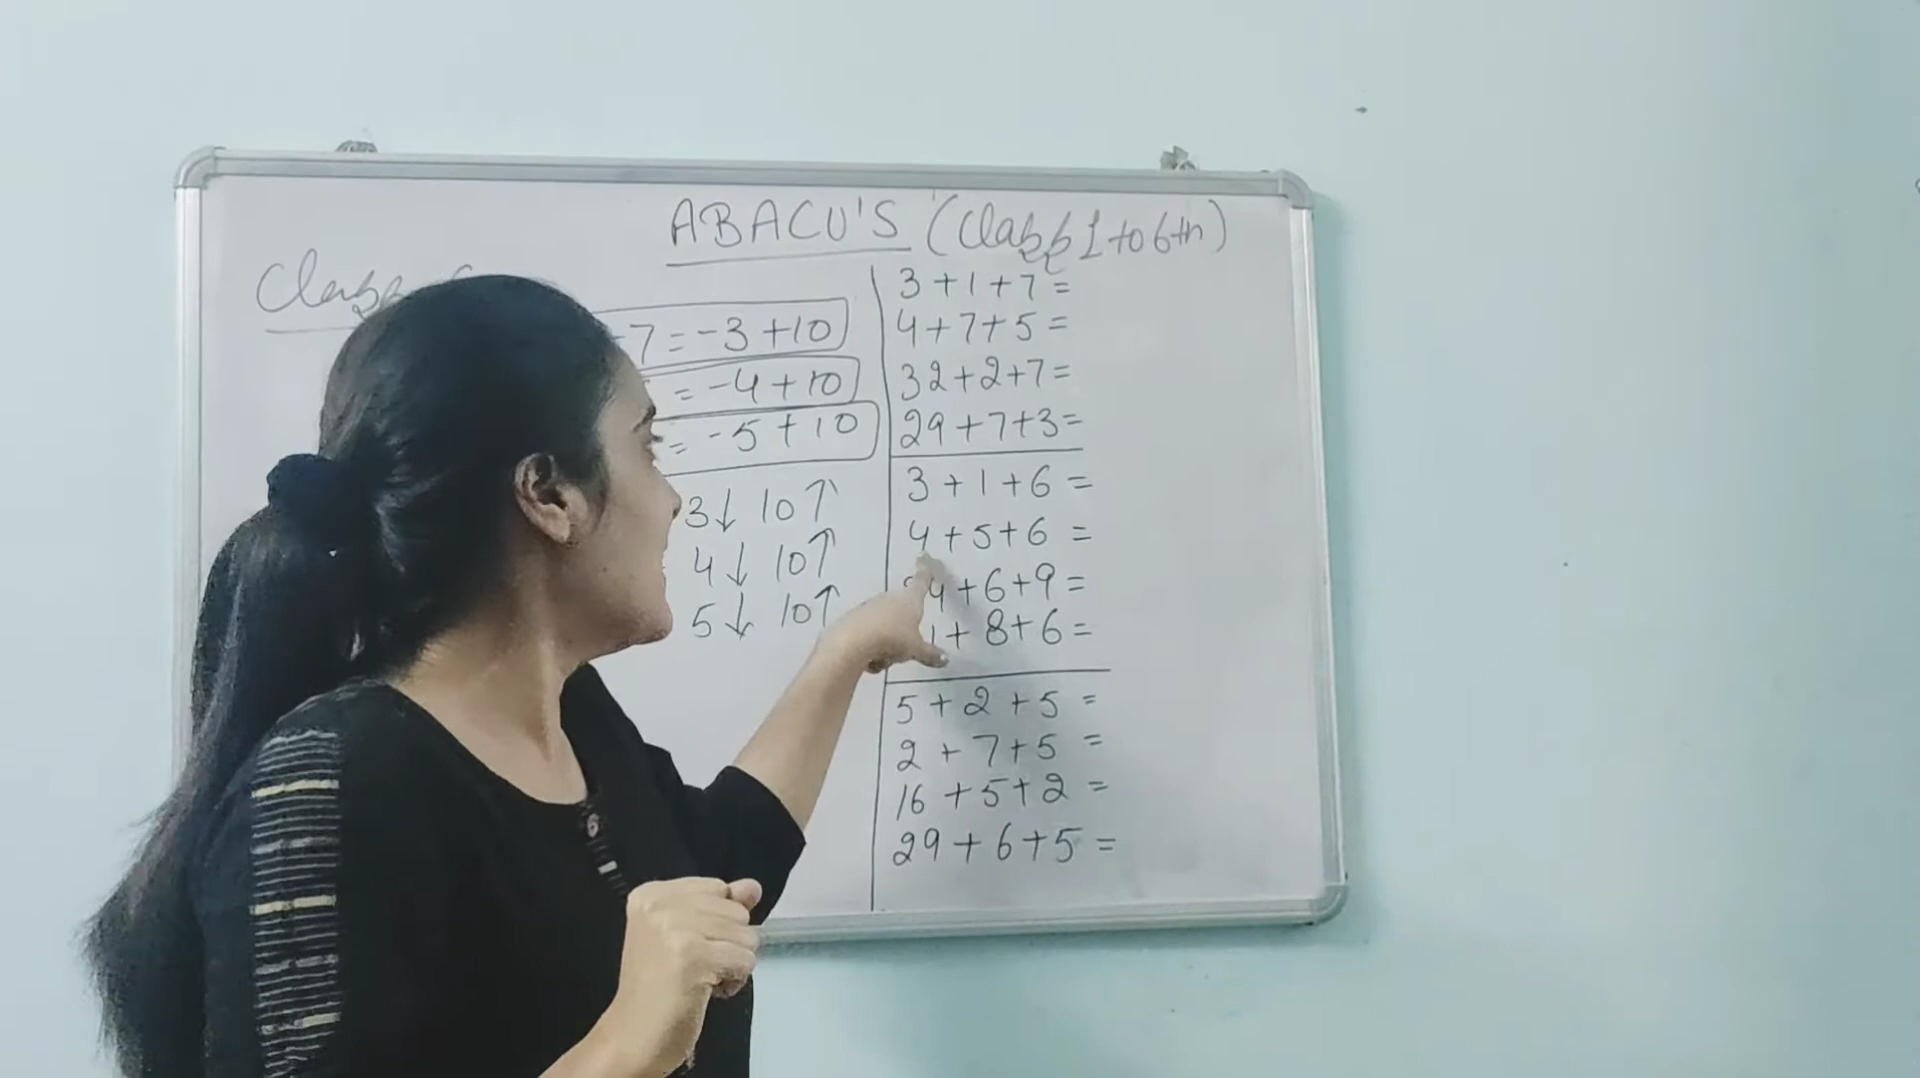 ABACU'S (Class 1 to 6th)
Class
7 = -3 +10
= -4 + 10
= -5 + 10
3↓ 10↑
4↓ 10↑
5↓ 10↑
3 + 1 + 7 =
4 + 7 + 5 =
32 + 2 + 7 =
29 + 7 + 3 =
3 + 1 + 6 =
4 + 5 + 6 =
4 + 6 + 9 =
1 + 8 + 6 =
5 + 2 + 5 =
2 + 7 + 5 =
16 + 5 + 2 =
29 + 6 + 5 =